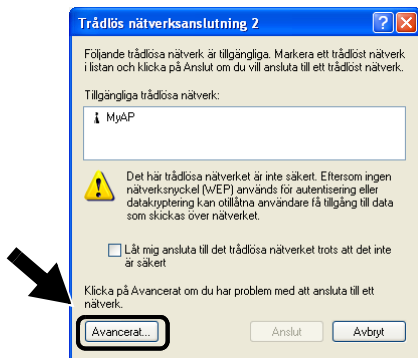 Trådlös nätverksanslutning 2
Följande trådlösa nätverk är tillgängliga. Markera ett trådlöst nätverk
i listan och klicka på Anslut om du vill ansluta till ett trådlöst nätverk.
Tillgängliga trådlösa nätverk:
MyAP
Det här trådlösa nätverket är inte säkert. Eftersom ingen
nätverksnyckel (WEP) används för autentisering eller
datakryptering kan otillåtna användare få tillgång till data
som skickas över nätverket.
Låt mig ansluta till det trådlösa nätverket trots att det inte
är säkert
Klicka på Avancerat om du har problem med att ansluta till ett
nätverk.
Avancerat... Anslut Avbryt